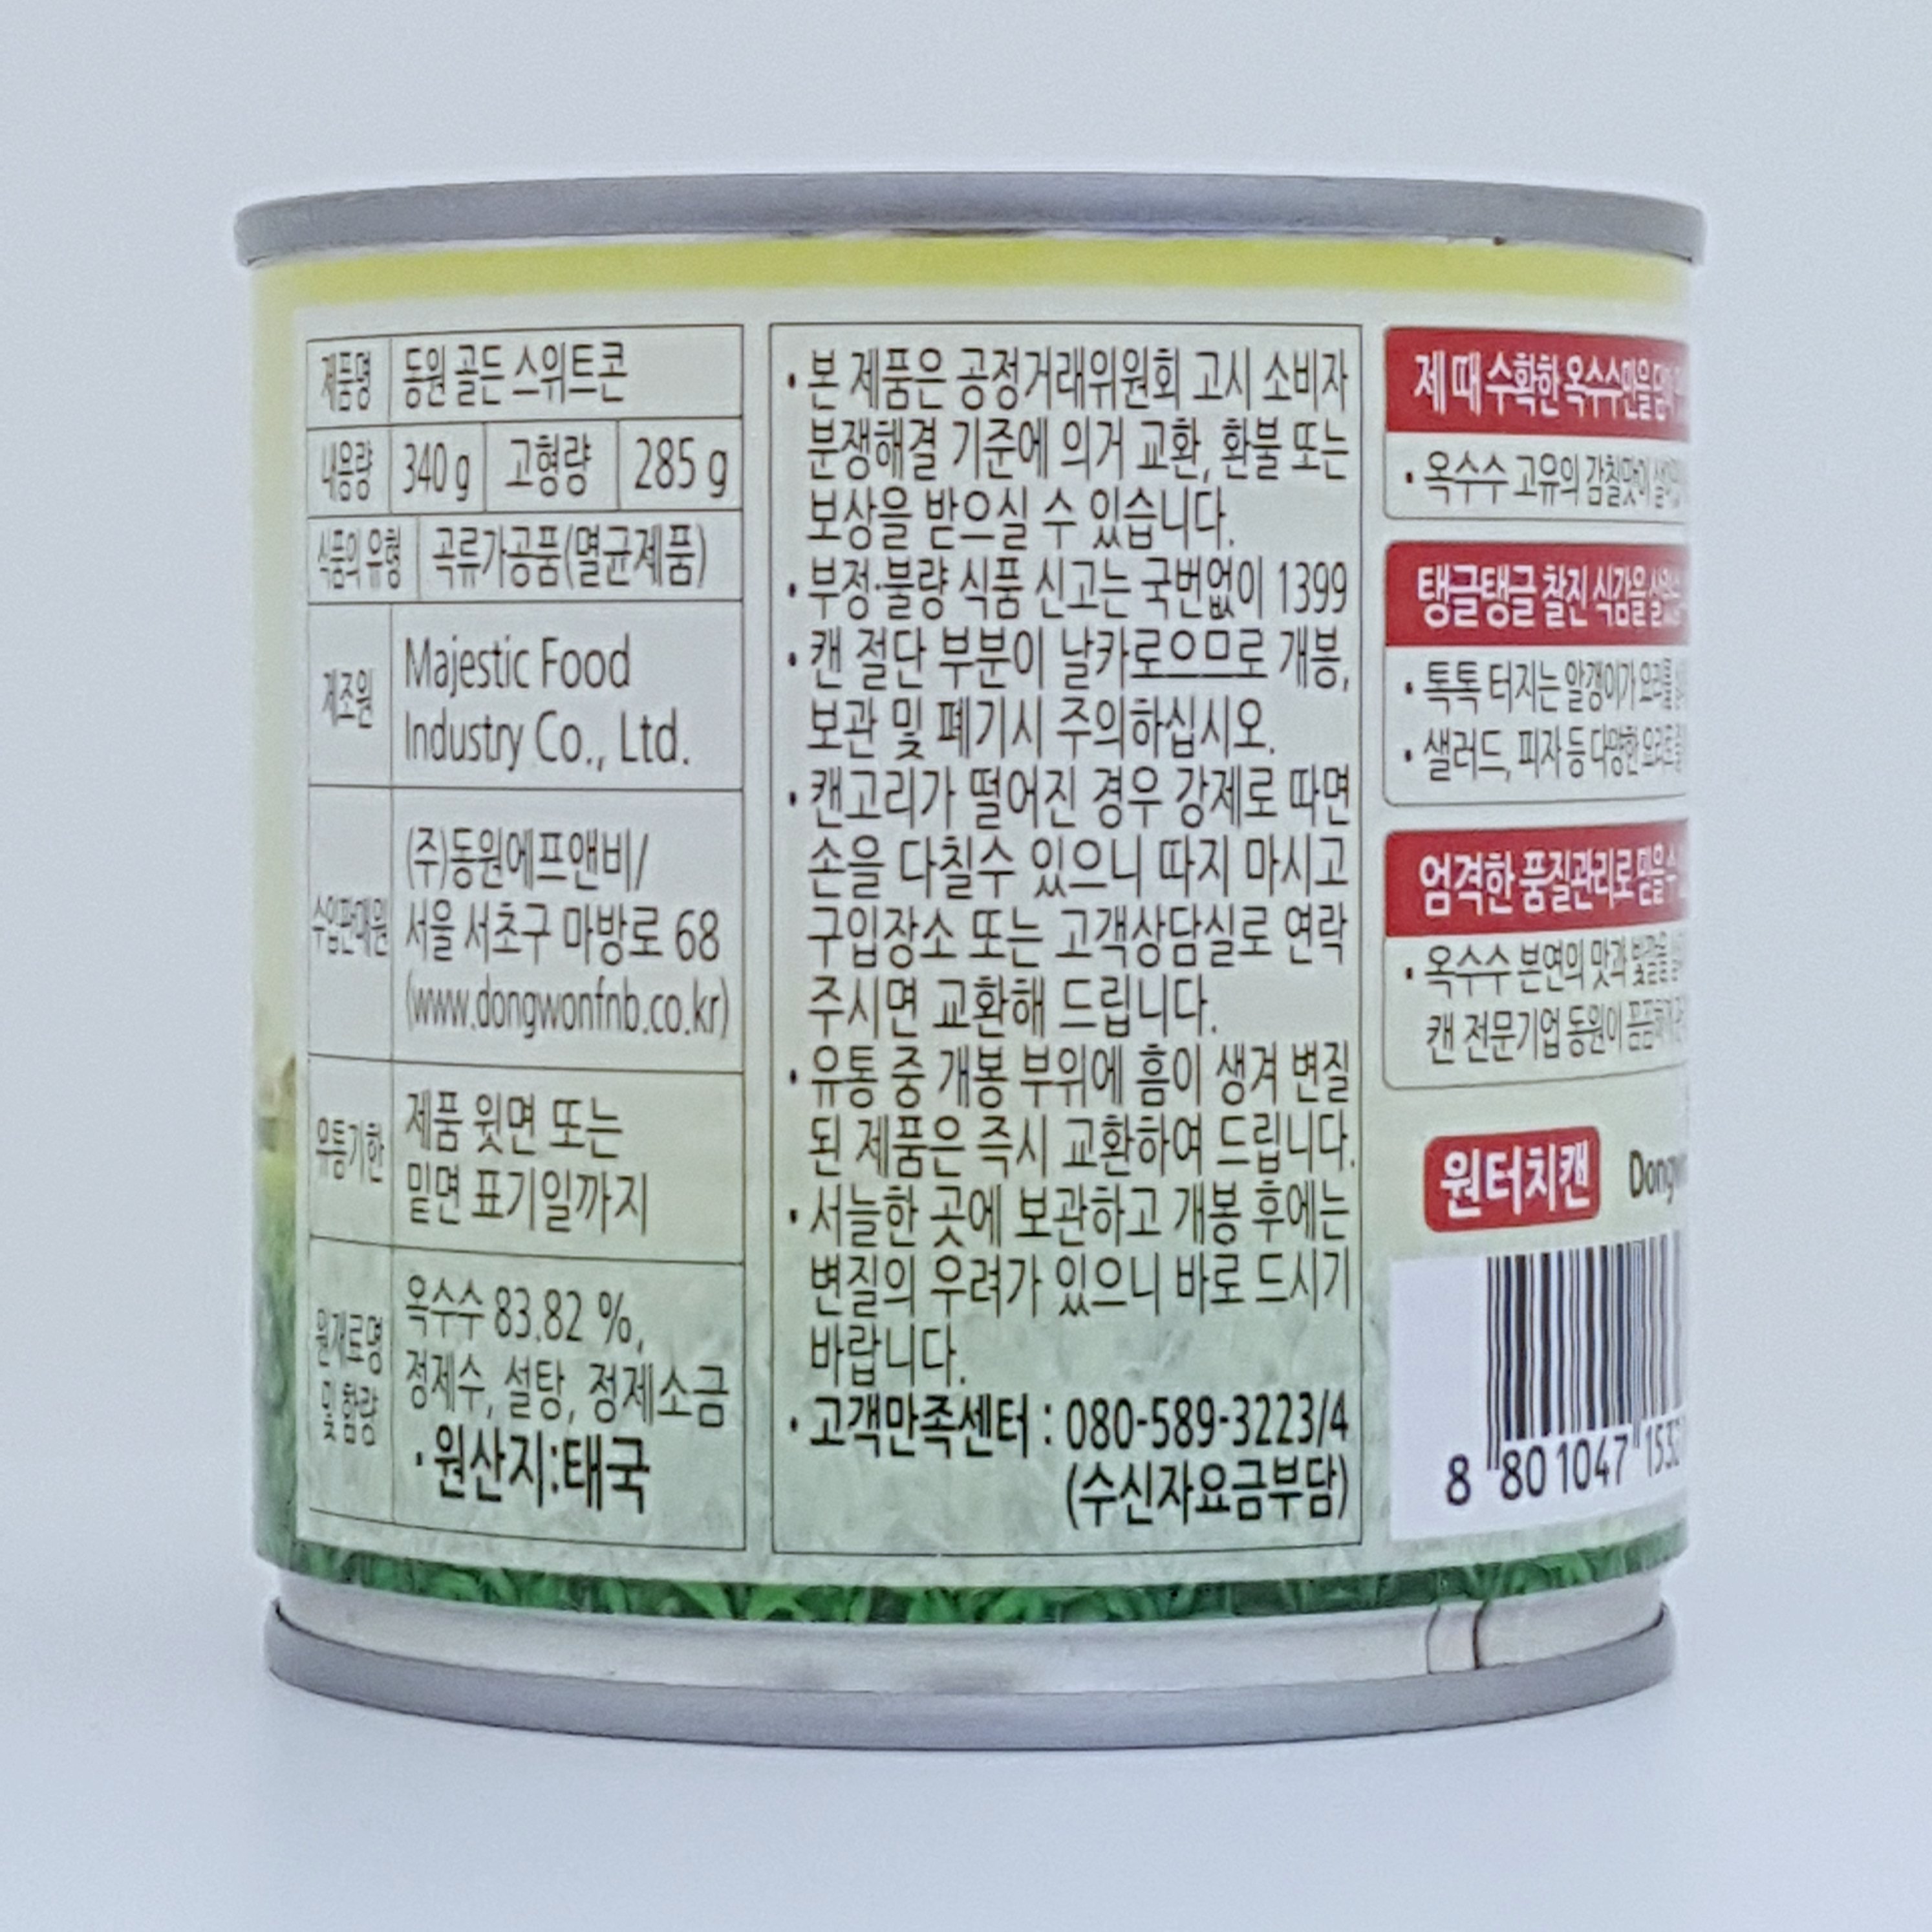 제품명 동원 골든 스위트콘
내용량 340 g 고형량 285 g
식품의 유형 곡류가공품(멸균제품)
제조원 Majestic Food
Industry Co., Ltd.
수입판매원 (주)동원에프앤비/
서울 서초구 마방로 68
(www.dongwonfnb.co.kr)
유통기한 제품 윗면 또는
밑면 표기일까지
원재료명
및 함량
옥수수 83.82 %,
정제수, 설탕, 정제소금
·원산지:태국
• 본 제품은 공정거래위원회 고시 소비자
분쟁해결 기준에 의거 교환, 환불 또는
보상을 받으실 수 있습니다.
• 부정·불량 식품 신고는 국번없이 1399
• 캔 절단 부분이 날카로으므로 개봉,
보관 및 폐기시 주의하십시오.
• 캔고리가 떨어진 경우 강제로 따면
손을 다칠수 있으니 따지 마시고
구입장소 또는 고객상담실로 연락
주시면 교환해 드립니다.
• 유통 중 개봉 부위에 흠이 생겨 변질
된 제품은 즉시 교환하여 드립니다.
• 서늘한 곳에 보관하고 개봉 후에는
변질의 우려가 있으니 바로 드시기
바랍니다.
• 고객만족센터 : 080-589-3223/4
(수신자요금부담)
제 때 수확한 옥수수만을
• 옥수수 고유의 감칠맛이
탱글탱글 찰진 식감을
• 톡톡 터지는 알갱이가
• 샐러드, 피자 등 다양한
엄격한 품질관리로 믿을 수
• 옥수수 본연의 맛과 빛깔을
캔 전문기업 동원이
원터치캔
8 801047